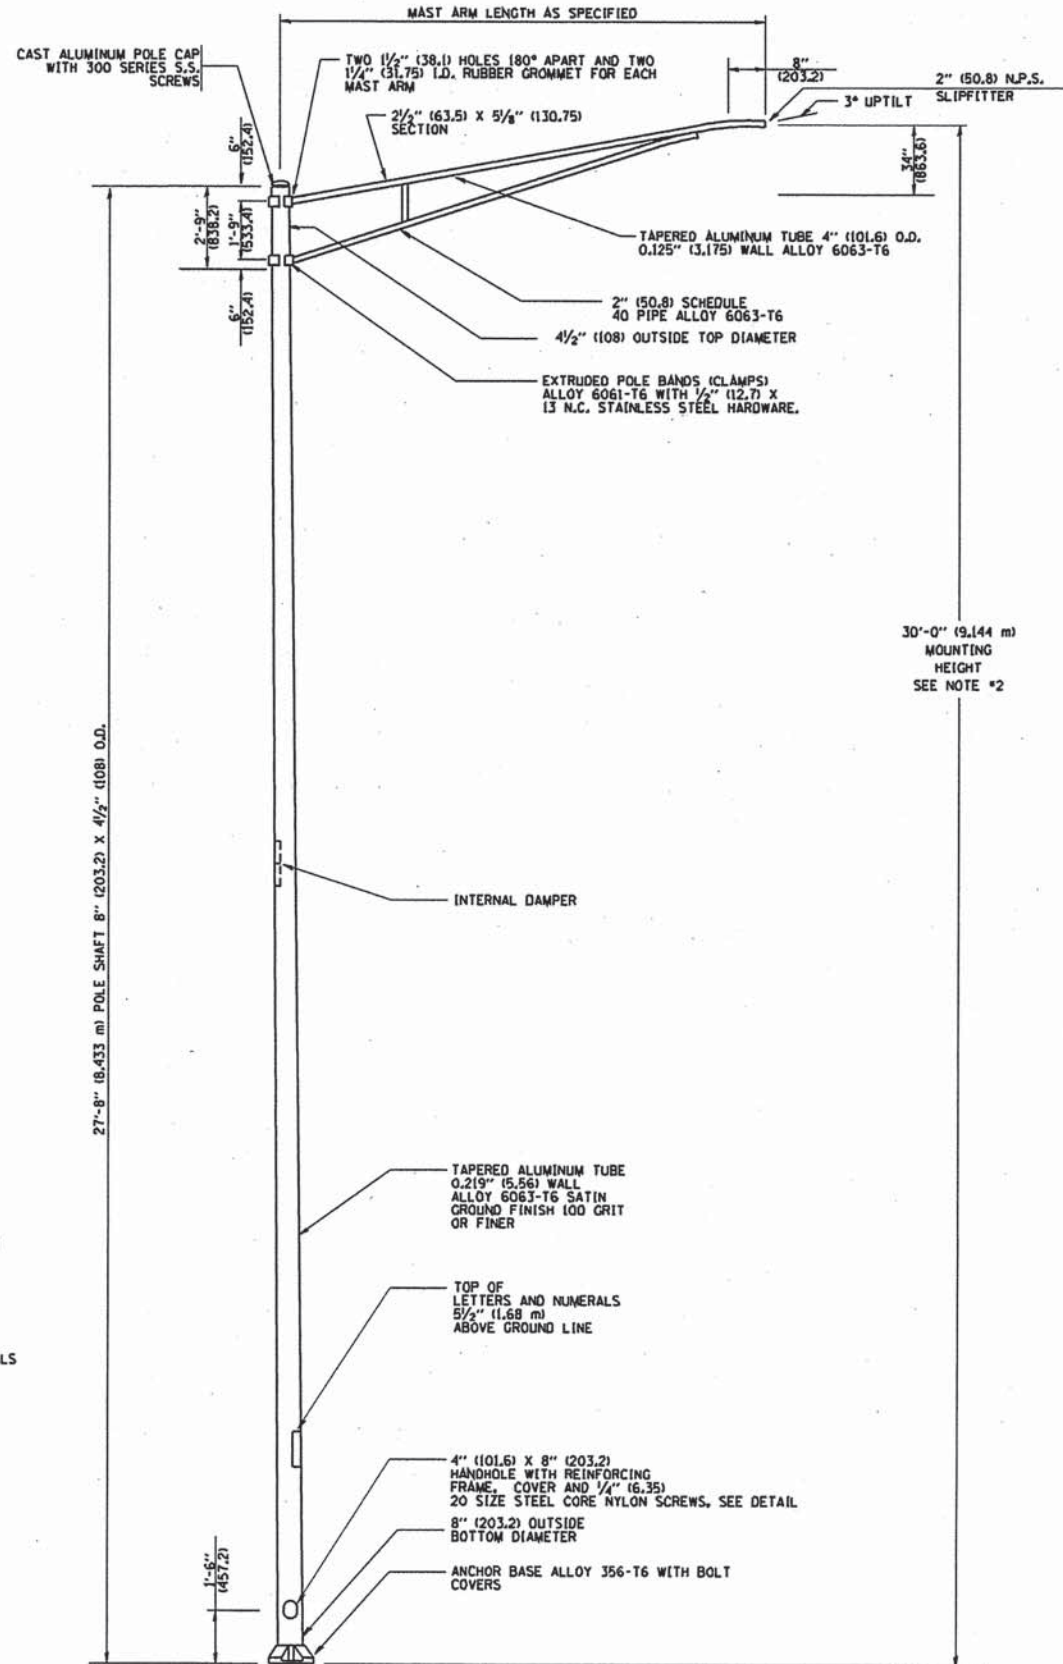 MAST ARM LENGTH AS SPECIFIED
CAST ALUMINUM POLE CAP
WITH 300 SERIES S.S.
SCREWS
TWO 1½" (38.1) HOLES 180° APART AND TWO
1¼" (31.75) I.D. RUBBER GROMMET FOR EACH
MAST ARM
8"
(203.2)
2" (50.8) N.P.S.
SLIPFITTER
3° UPTILT
2½" (63.5) X 5⅛" (130.75)
SECTION
6"
(152.4)
34"
(863.6)
2'-9"
(838.2)
1'-9"
(533.4)
TAPERED ALUMINUM TUBE 4" (101.6) O.D.
0.125" (3.175) WALL ALLOY 6063-T6
6"
(152.4)
2" (50.8) SCHEDULE
40 PIPE ALLOY 6063-T6
4½" (108) OUTSIDE TOP DIAMETER
EXTRUDED POLE BANDS (CLAMPS)
ALLOY 6061-T6 WITH ½" (12.7) X
13 N.C. STAINLESS STEEL HARDWARE.
30'-0" (9.144 m)
MOUNTING
HEIGHT
SEE NOTE #2
27'-8" (8.433 m) POLE SHAFT 8" (203.2) X 4½" (108) O.D.
INTERNAL DAMPER
TAPERED ALUMINUM TUBE
0.219" (5.56) WALL
ALLOY 6063-T6 SATIN
GROUND FINISH 100 GRIT
OR FINER
TOP OF
LETTERS AND NUMERALS
5½" (1.68 m)
ABOVE GROUND LINE
LS
4" (101.6) X 8" (203.2)
HANDHOLE WITH REINFORCING
FRAME, COVER AND ¼" (6.35)
20 SIZE STEEL CORE NYLON SCREWS. SEE DETAIL
8" (203.2) OUTSIDE
BOTTOM DIAMETER
1'-6"
(457.2)
ANCHOR BASE ALLOY 356-T6 WITH BOLT
COVERS